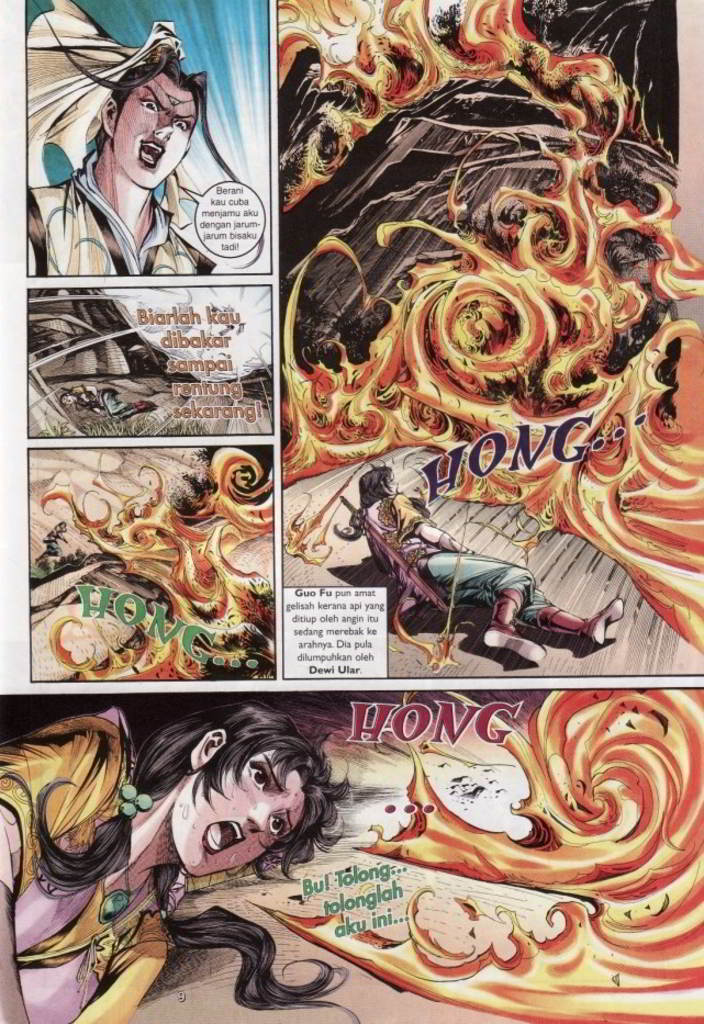 Berani
kau cuba
menjamu aku
dengan jarum-
jarum bisaku
tadi!
Biarlah kau
dibakar
sampai
rentung
sekarang!
HONG...
HONG...
Guo Fu pun amat
gelisah kerana api yang
ditiup oleh angin itu
sedang merebak ke
arahnya. Dia pula
dilumpuhkan oleh
Dewi Ular.
HONG
...
Bu! Tolong...
tolonglah
aku ini...
9